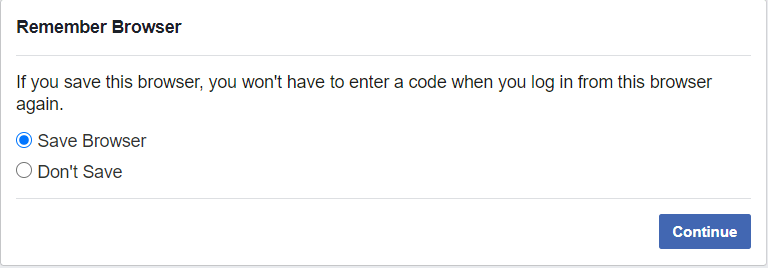 Remember Browser
If you save this browser, you won't have to enter a code when you log in from this browser
again.
Save Browser
Don't Save
Continue